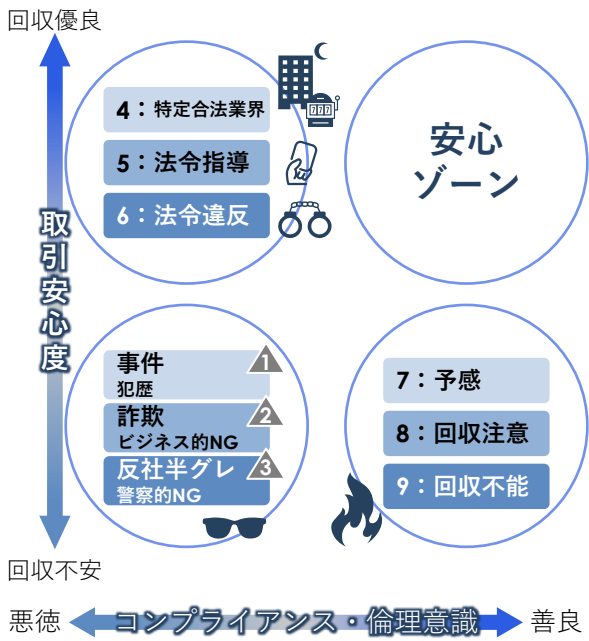 回収優良
取引安心度
4：特定合法業界
777
5：法令指導
6：法令違反
安心
ゾーン
事件
犯歴
1
詐欺
ビジネス的NG
2
反社半グレ
警察的NG
3
7：予感
8：回収注意
9：回収不能
回収不安
悪徳
コンプライアンス・倫理意識
善良